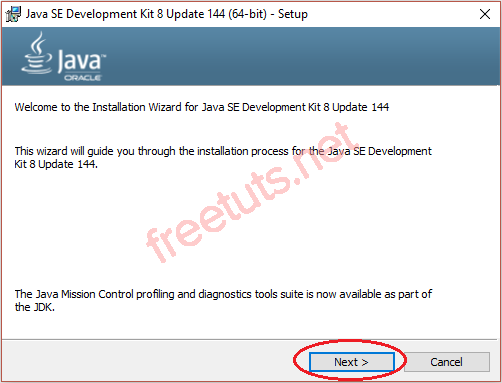 Java SE Development Kit 8 Update 144 (64-bit) - Setup
Java™
ORACLE
Welcome to the Installation Wizard for Java SE Development Kit 8 Update 144
This wizard will guide you through the installation process for the Java SE Development
Kit 8 Update 144.
freetuts.net
The Java Mission Control profiling and diagnostics tools suite is now available as part of
the JDK.
Next >
Cancel